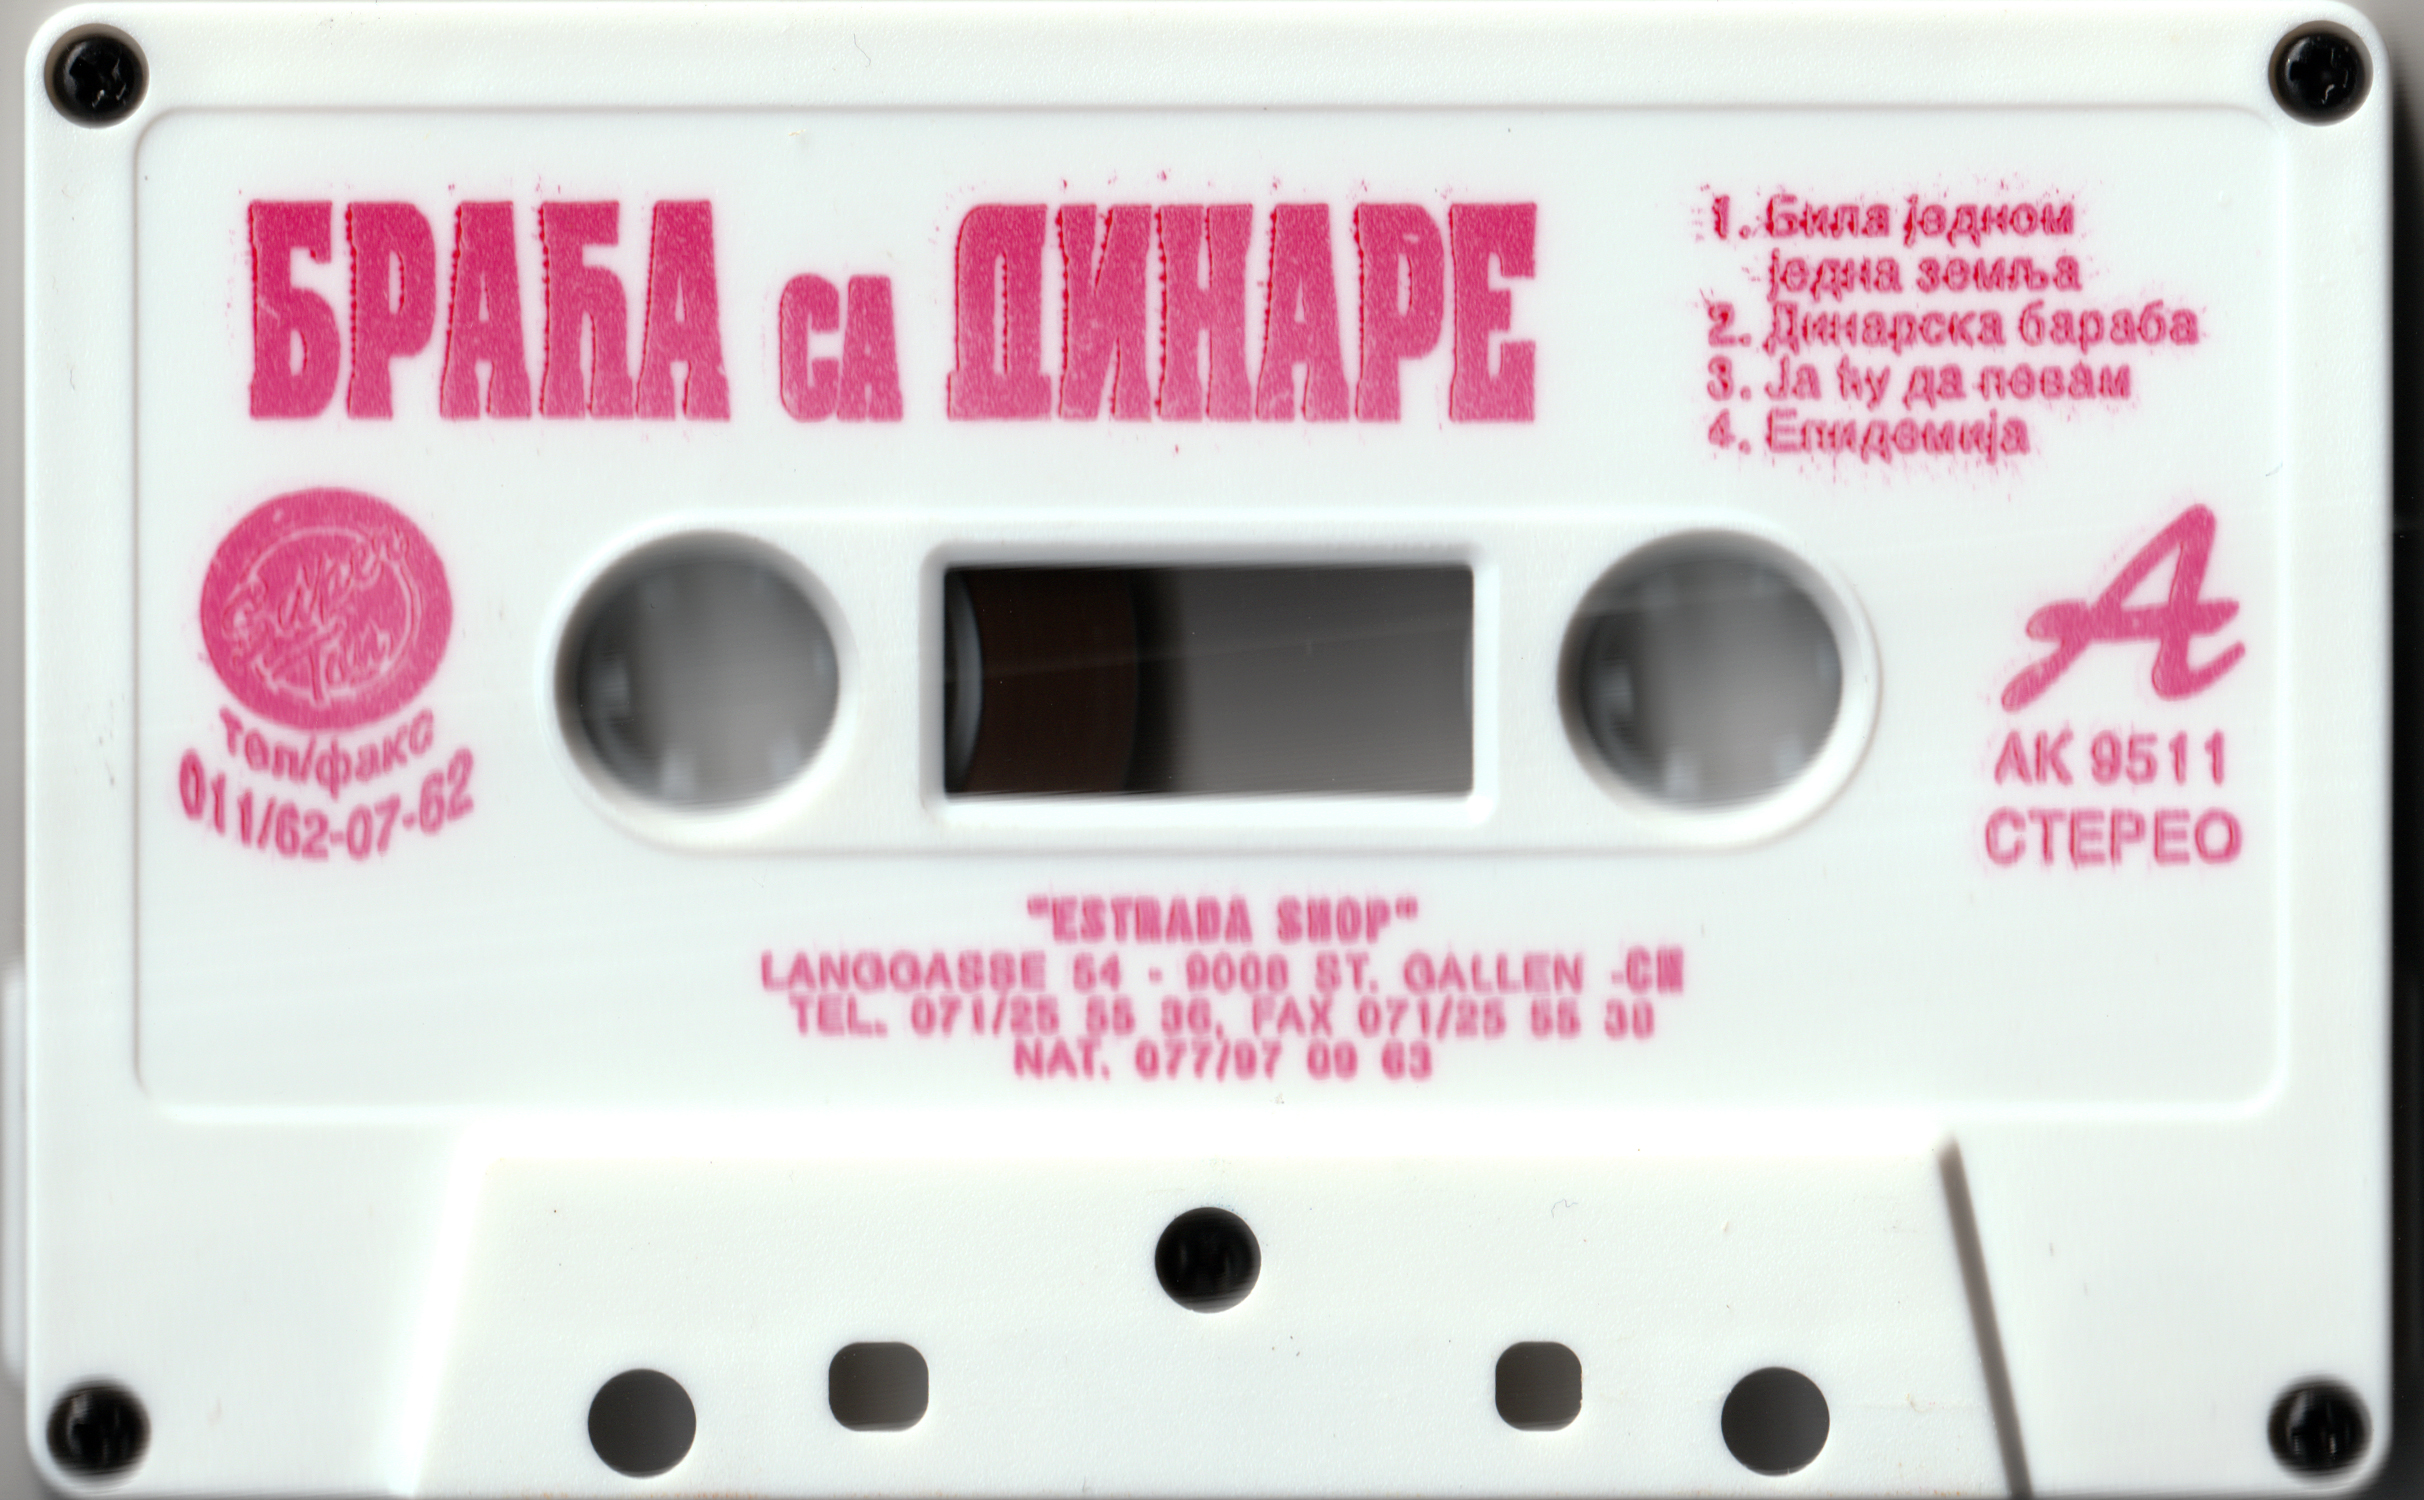 БРАЋА СА ДИНАРЕ
1. Била једном
једна земља
2. Динарска бараба
3. Ја ћу да певам
4. Епидемија
тел/факс
011/62-07-62
A
АК 9511
СТЕРЕО
"ESTRADA SHOP"
LANGGASSE 54 - 9008 ST. GALLEN -CH
TEL. 071/25 55 36, FAX 071/25 55 38
NAT. 077/97 09 63